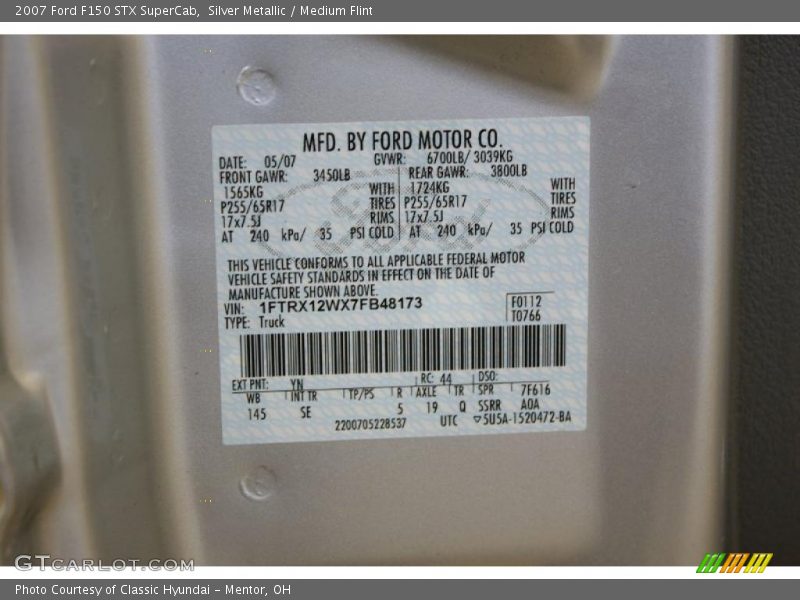 2007 Ford F150 STX SuperCab, Silver Metallic / Medium Flint
MFD. BY FORD MOTOR CO.
DATE: 05/07 GVWR: 6700LB/ 3039KG
FRONT GAWR: 3450LB REAR GAWR: 3800LB
1565KG WITH 1724KG WITH
P255/65R17 TIRES P255/65R17 TIRES
17x7.5J RIMS 17x7.5J RIMS
AT 240 kPa/ 35 PSI COLD AT 240 kPa/ 35 PSI COLD
THIS VEHICLE CONFORMS TO ALL APPLICABLE FEDERAL MOTOR
VEHICLE SAFETY STANDARDS IN EFFECT ON THE DATE OF
MANUFACTURE SHOWN ABOVE.
VIN: 1FTRX12WX7FB48173 F0112
TYPE: Truck T0766
EXT PNT: YN RC: 44 DSO:
WB INT TR TP/PS R AXLE TR SPR 7F616
145 SE 5 19 Q SSRR AOA
2200705228537 UTC ▽5U5A-1520472-BA
GTCARLOT.COM
Photo Courtesy of Classic Hyundai - Mentor, OH